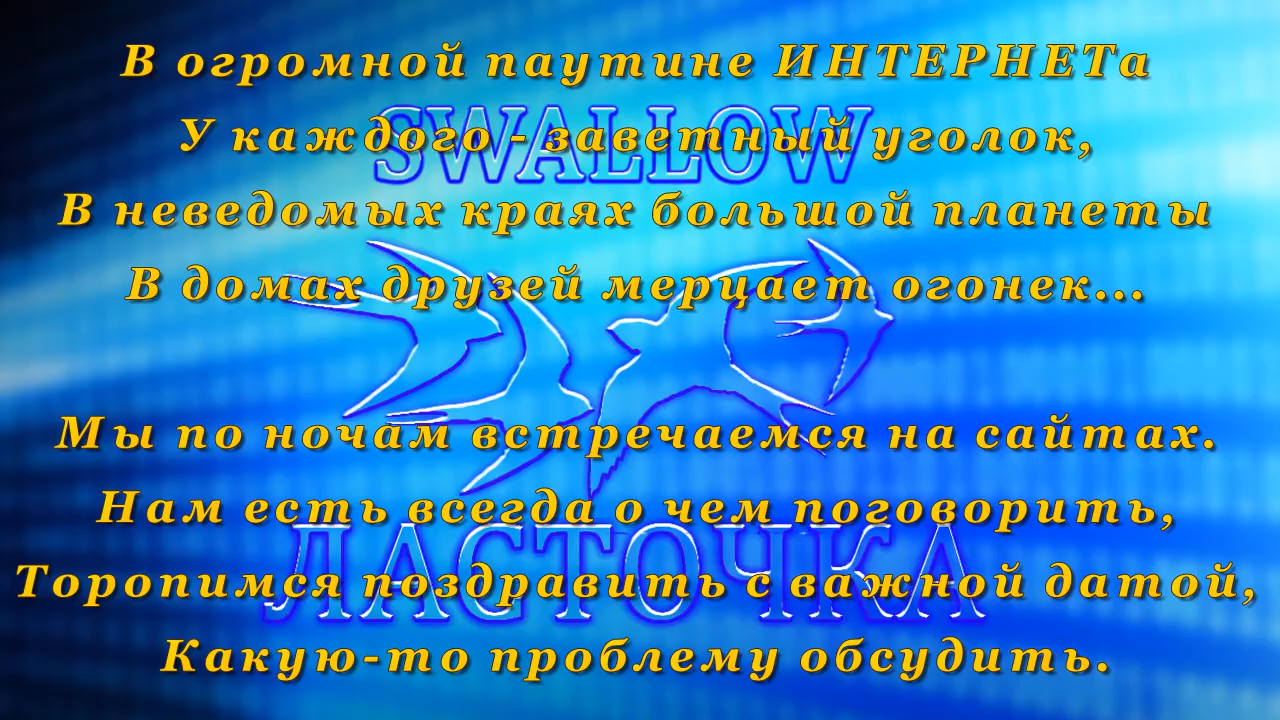 В огромной паутине ИНТЕРНЕТа
SWALLOW
У каждого - заветный уголок,
В неведомых краях большой планеты
В домах друзей мерцает огонек...
Мы по ночам встречаемся на сайтах.
Нам есть всегда о чем поговорить,
ЛАСТОЧКА
Торопимся поздравить с важной датой,
Какую-то проблему обсудить.